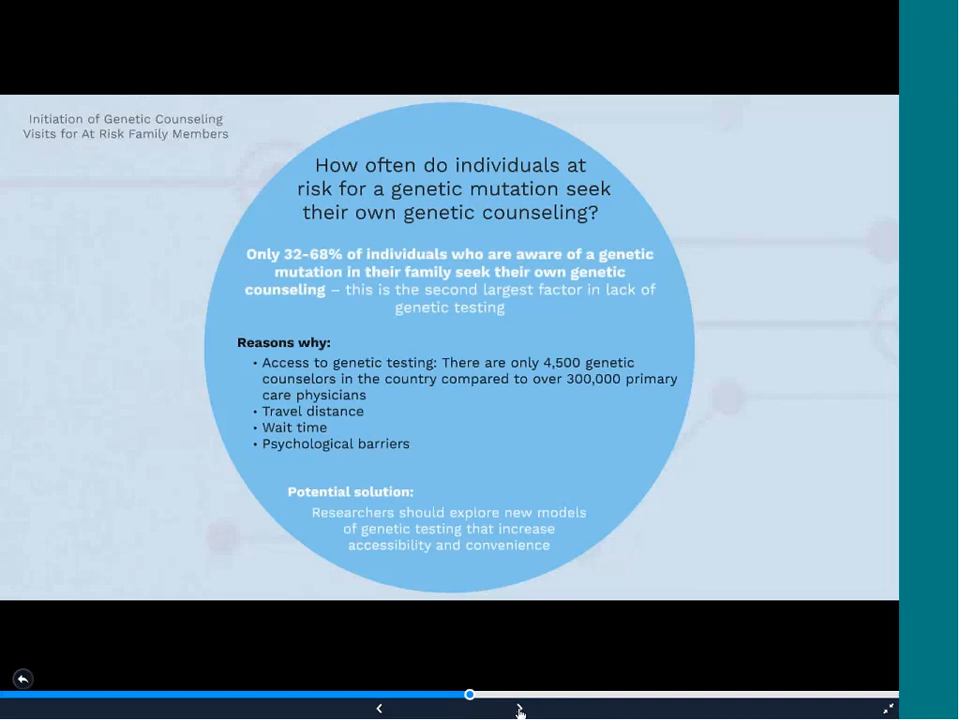 Initiation of Genetic Counseling
Visits for At Risk Family Members
How often do individuals at
risk for a genetic mutation seek
their own genetic counseling?
Only 32-68% of individuals who are aware of a genetic
mutation in their family seek their own genetic
counseling – this is the second largest factor in lack of
genetic testing
Reasons why:
• Access to genetic testing: There are only 4,500 genetic
counselors in the country compared to over 300,000 primary
care physicians
• Travel distance
• Wait time
• Psychological barriers
Potential solution:
Researchers should explore new models
of genetic testing that increase
accessibility and convenience